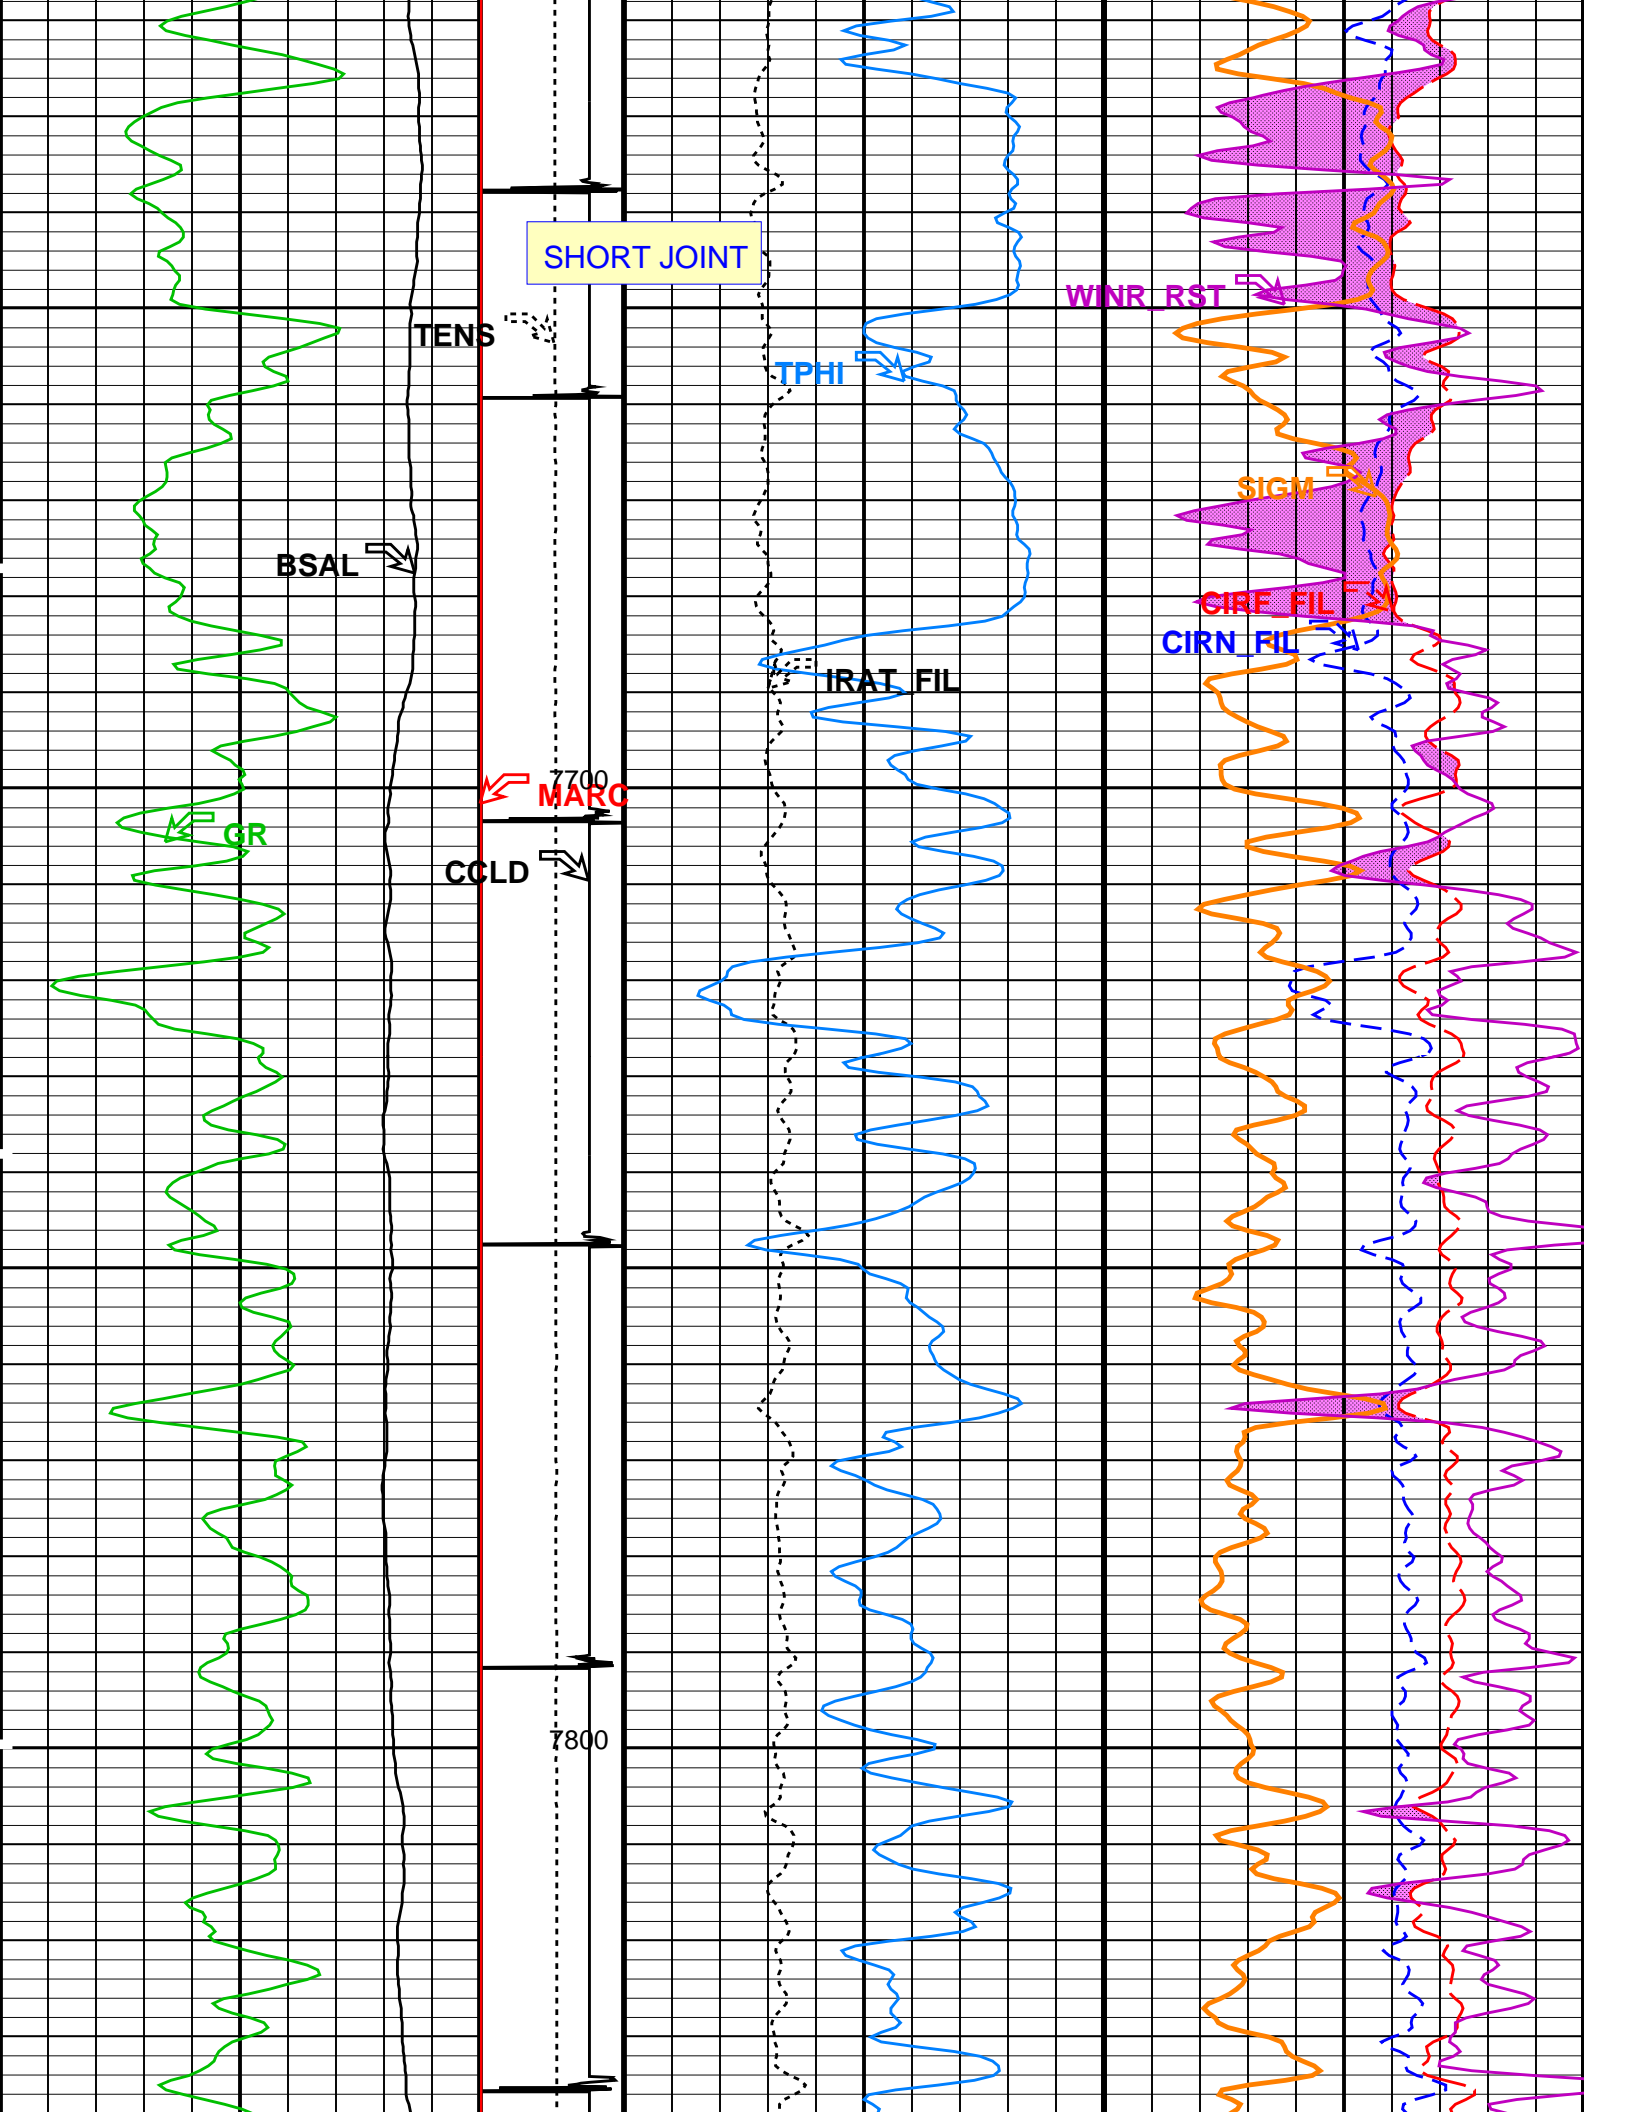 SHORT JOINT
WINR_RST
TENS
TPHI
SIGM
BSAL
CIRF_FIL
CIRN_FIL
IRAT_FIL
7700
MARC
GR
CCLD
7800